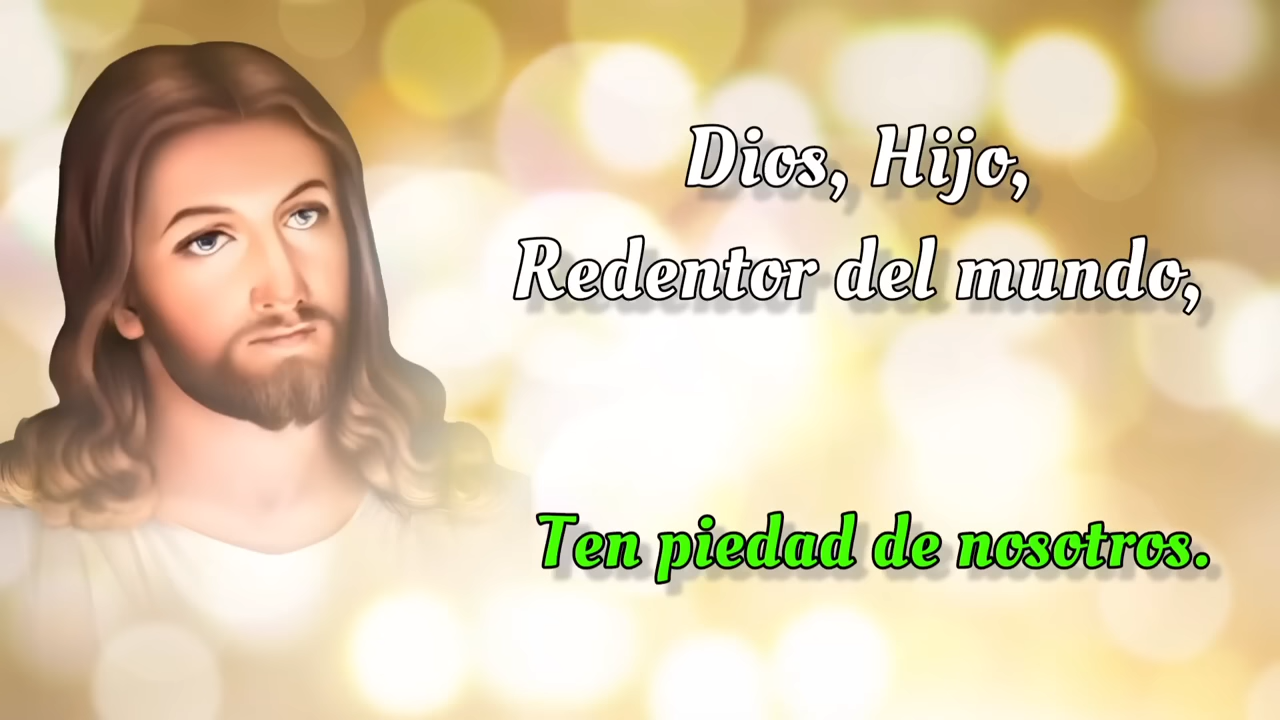 Dios, Hijo,
Redentor del mundo,
Ten piedad de nosotros.